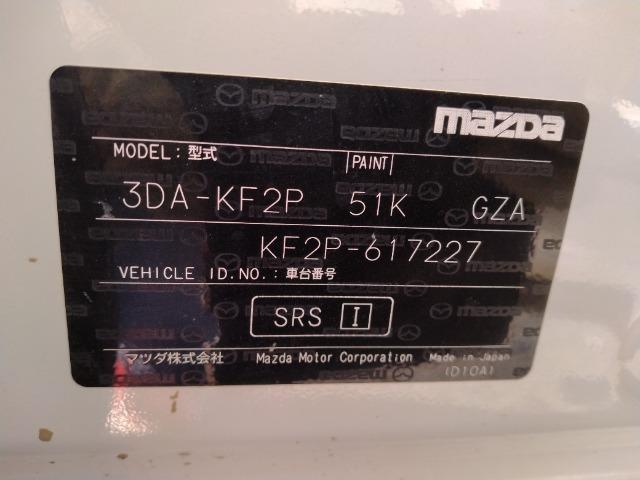 mazda
MODEL: 型式 PAINT
3DA-KF2P 51K GZA
KF2P-617227
VEHICLE ID.NO.: 車台番号
SRS I
マツダ株式会社 Mazda Motor Corporation Made in Japan
(D10A)